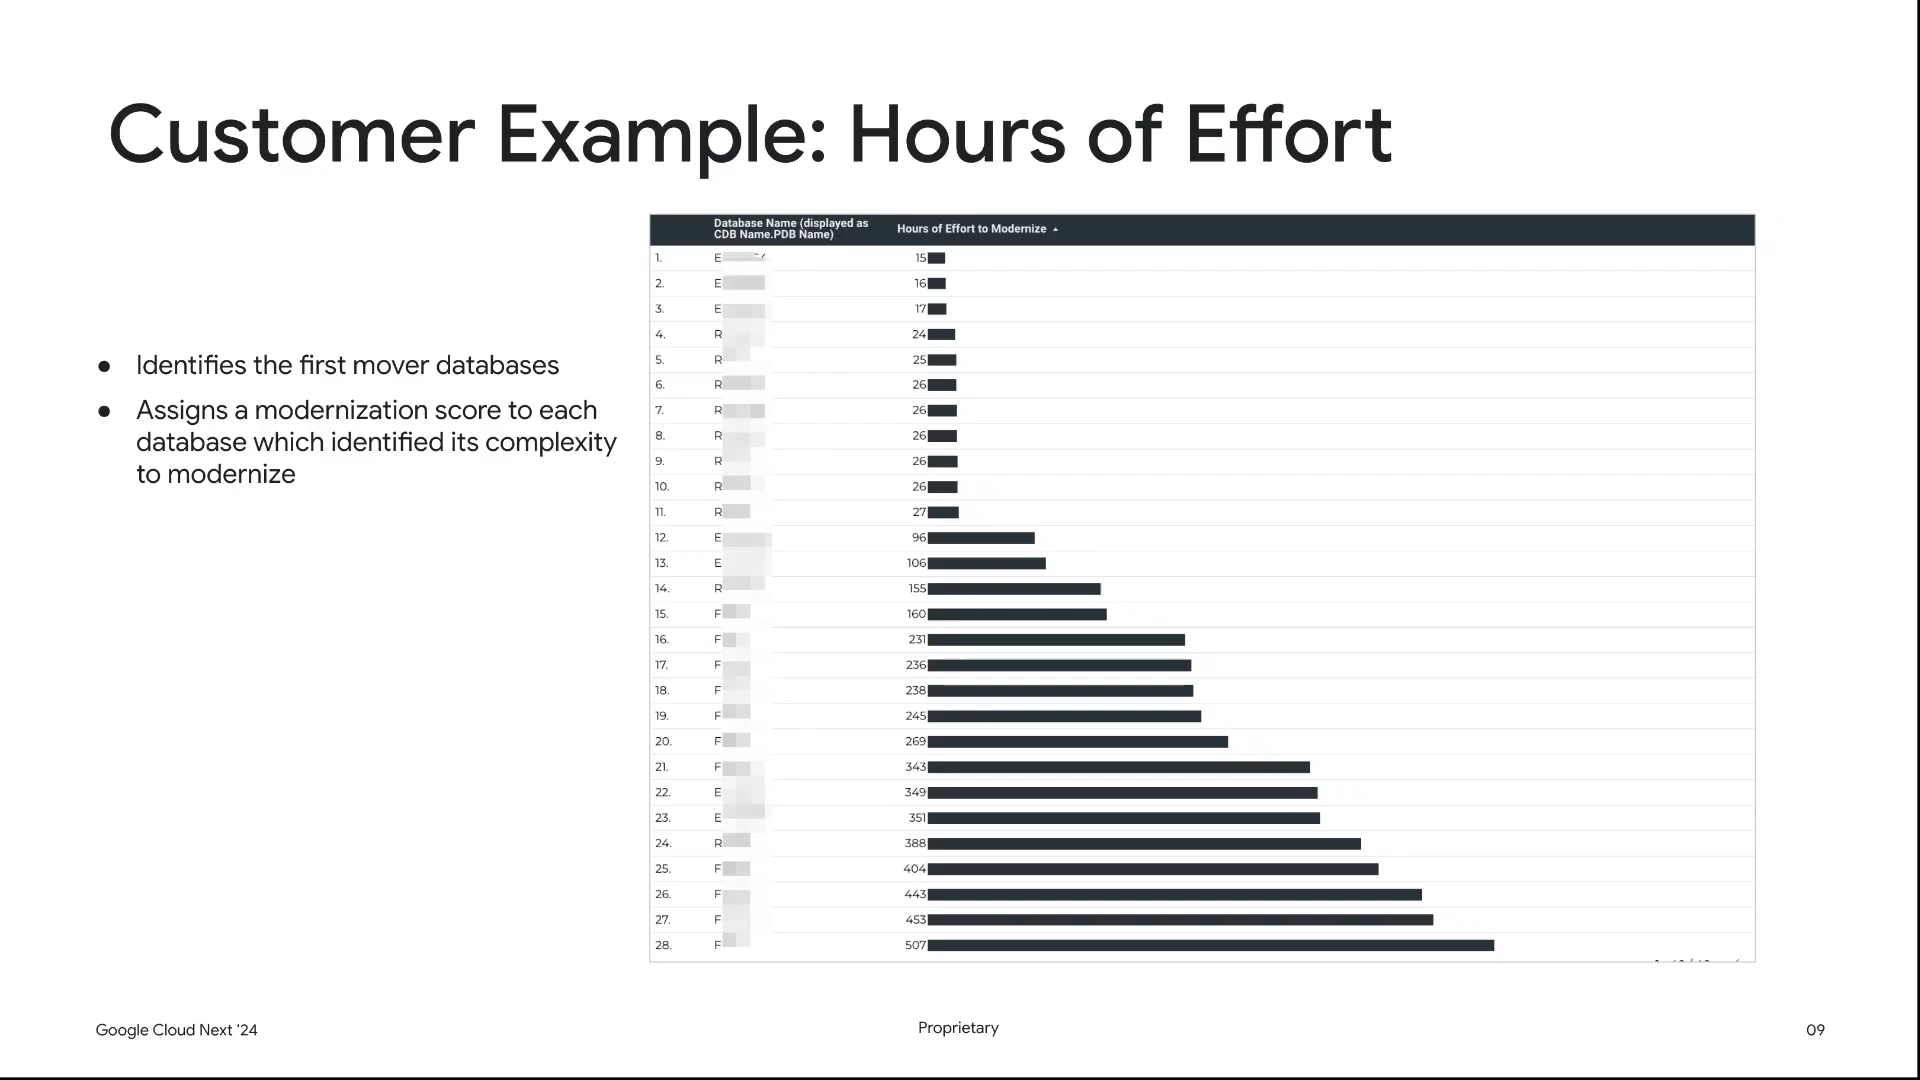 Customer Example: Hours of Effort
● Identifies the first mover databases
● Assigns a modernization score to each
database which identified its complexity
to modernize
Database Name (displayed as
CDB Name.PDB Name)
Hours of Effort to Modernize
1. E 15
2. E 16
3. E 17
4. R 24
5. R 25
6. R 26
7. R 26
8. R 26
9. R 26
10. R 26
11. R 27
12. E 96
13. E 106
14. R 155
15. F 160
16. F 231
17. F 236
18. F 238
19. F 245
20. F 269
21. F 343
22. E 349
23. E 351
24. R 388
25. F 404
26. F 443
27. F 453
28. F 507
Google Cloud Next ‘24
Proprietary
09